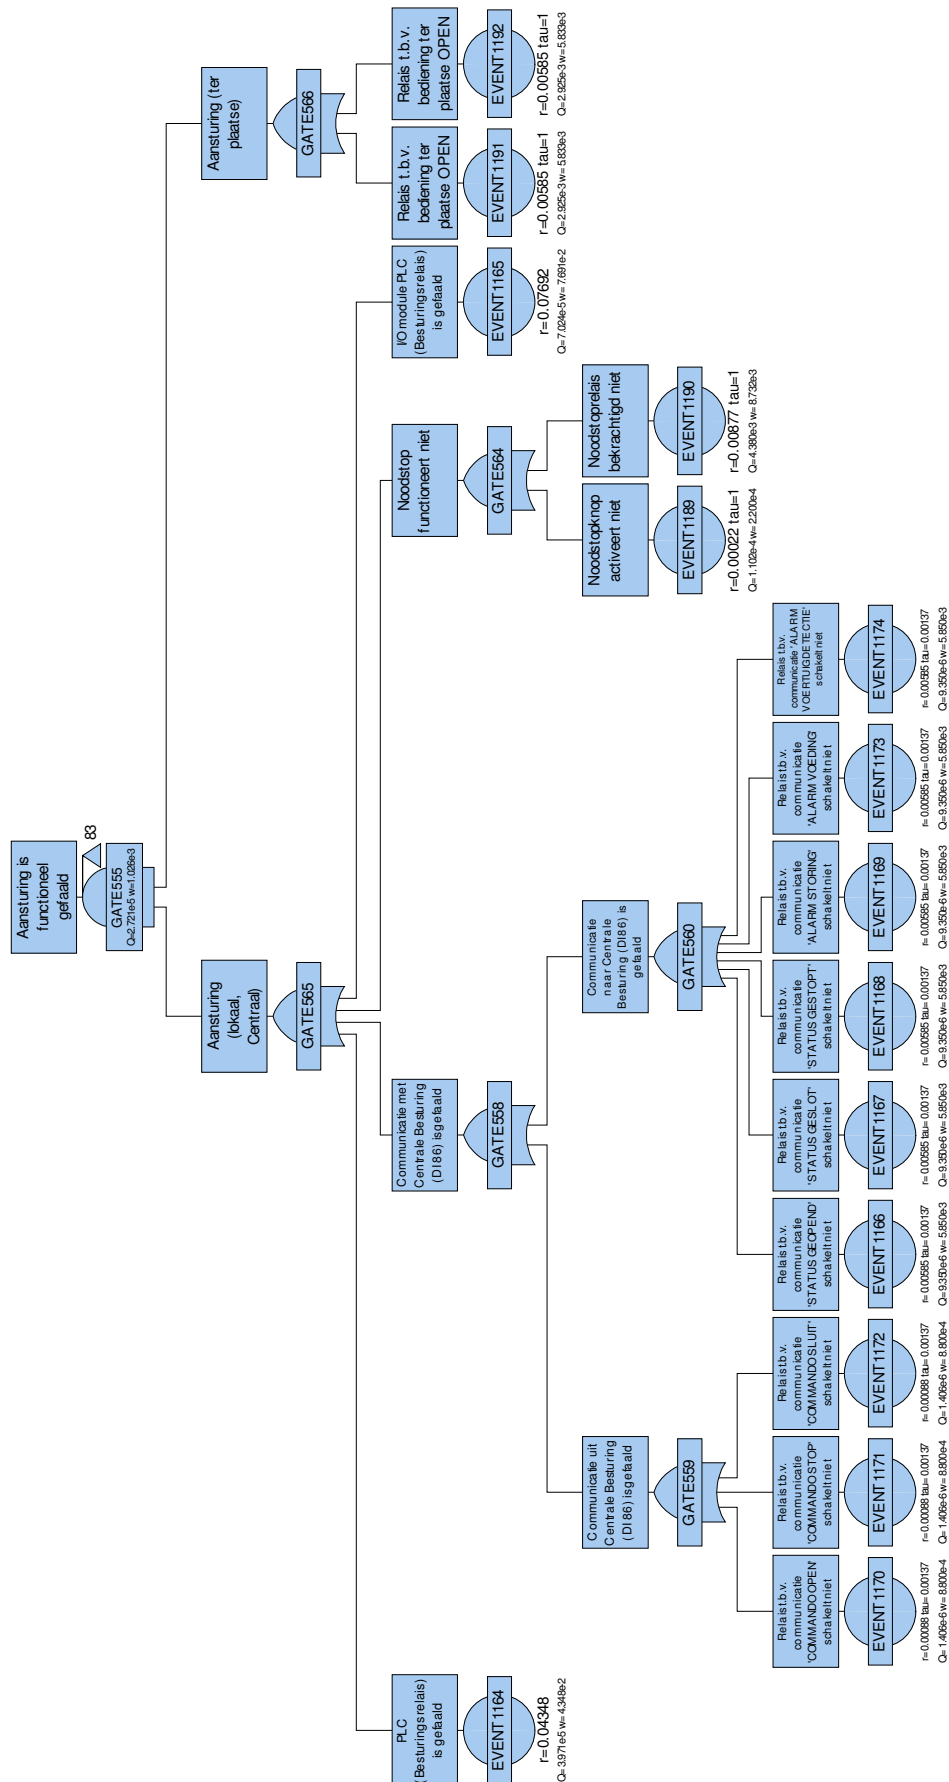 Aansturing is
functioneel
gefaald
83
GATE555
Q=2.721e-5 w=1.026e-3
Aansturing
(lokaal,
Centraal)
GATE565
Aansturing (ter
plaatse)
GATE566
PLC
(Besturingsrelais)
is gefaald
EVENT1164
r=0.04348
Q=3.971e-5 w=4.348e-2
Communicatie met
Centrale Besturing
(DI86) is gefaald
GATE558
Noodstop
functioneert niet
GATE564
I/O module PLC
(Besturingsrelais)
is gefaald
EVENT1165
r=0.07692
Q=7.024e-5 w=7.691e-2
Relais t.b.v.
bediening ter
plaatse OPEN
EVENT1191
r=0.00585 tau=1
Q=2.925e-3 w=5.833e-3
Relais t.b.v.
bediening ter
plaatse OPEN
EVENT1192
r=0.00585 tau=1
Q=2.925e-3 w=5.833e-3
Communicatie uit
Centrale Besturing
(DI86) is gefaald
GATE559
Communicatie
naar Centrale
Besturing (DI86) is
gefaald
GATE560
Noodstopknop
activeert niet
EVENT1189
r=0.00022 tau=1
Q=1.102e-4 w=2.200e-4
Noodstoprelais
bekrachtigd niet
EVENT1190
r=0.00877 tau=1
Q=4.380e-3 w=8.732e-3
Relais t.b.v.
communicatie
'COMMANDO OPEN'
schakelt niet
EVENT1170
r=0.00088 tau=0.00137
Q=1.406e-6 w=8.800e-4
Relais t.b.v.
communicatie
'COMMANDO STOP'
schakelt niet
EVENT1171
r=0.00088 tau=0.00137
Q=1.406e-6 w=8.800e-4
Relais t.b.v.
communicatie
'COMMANDO SLUIT'
schakelt niet
EVENT1172
r=0.00088 tau=0.00137
Q=1.406e-6 w=8.800e-4
Relais t.b.v.
communicatie
'STATUS GEOPEND'
schakelt niet
EVENT1166
r=0.00585 tau=0.00137
Q=9.350e-6 w=5.850e-3
Relais t.b.v.
communicatie
'STATUS GESLOT'
schakelt niet
EVENT1167
r=0.00585 tau=0.00137
Q=9.350e-6 w=5.850e-3
Relais t.b.v.
communicatie
'STATUS GESTOPT'
schakelt niet
EVENT1168
r=0.00585 tau=0.00137
Q=9.350e-6 w=5.850e-3
Relais t.b.v.
communicatie
'ALARM STORING'
schakelt niet
EVENT1169
r=0.00585 tau=0.00137
Q=9.350e-6 w=5.850e-3
Relais t.b.v.
communicatie
'ALARM VOEDING'
schakelt niet
EVENT1173
r=0.00585 tau=0.00137
Q=9.350e-6 w=5.850e-3
Relais t.b.v.
communicatie 'ALARM
VOERTUIGDETECTIE'
schakelt niet
EVENT1174
r=0.00585 tau=0.00137
Q=9.350e-6 w=5.850e-3